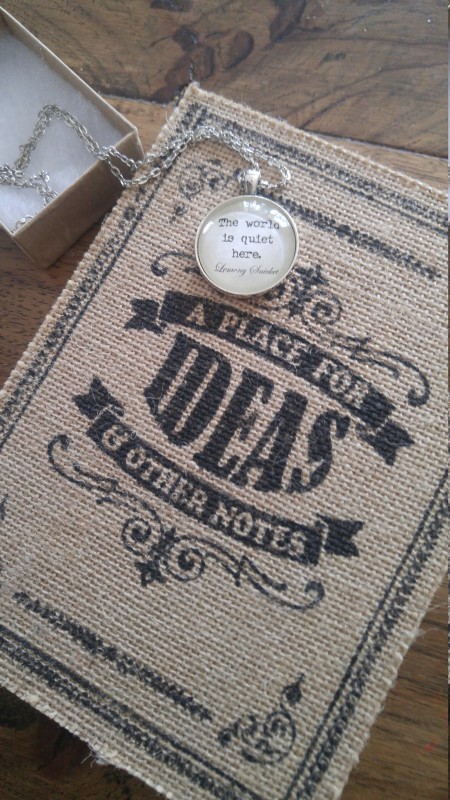 The world
is quiet
here.
Lemony Snicket
A PLACE FOR
IDEAS
& OTHER NOTES